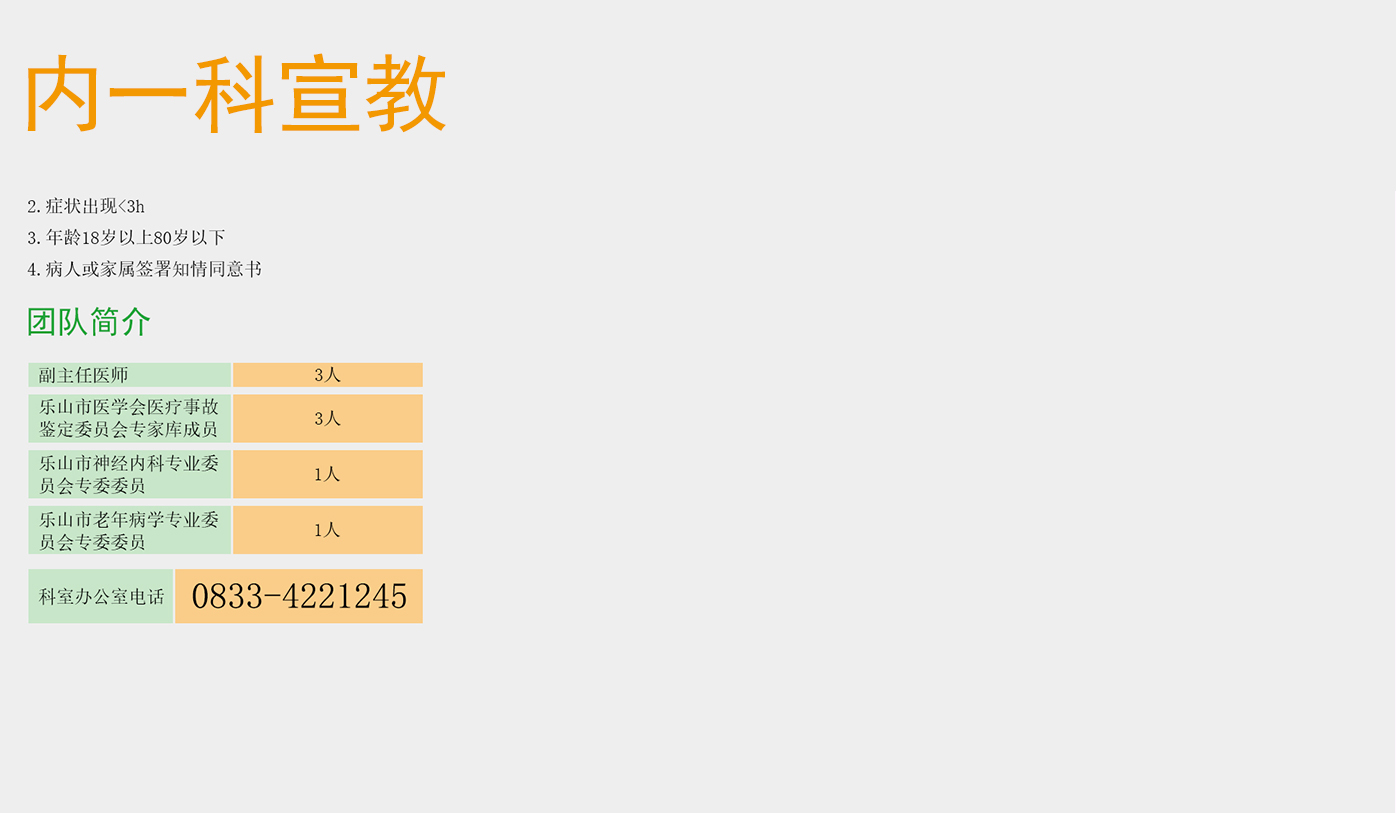 内一科宣教
2.症状出现<3h
3.年龄18岁以上80岁以下
4.病人或家属签署知情同意书
团队简介
副主任医师 3人
乐山市医学会医疗事故
鉴定委员会专家库成员 3人
乐山市神经内科专业委
员会专委委员 1人
乐山市老年病学专业委
员会专委委员 1人
科室办公室电话 0833-4221245